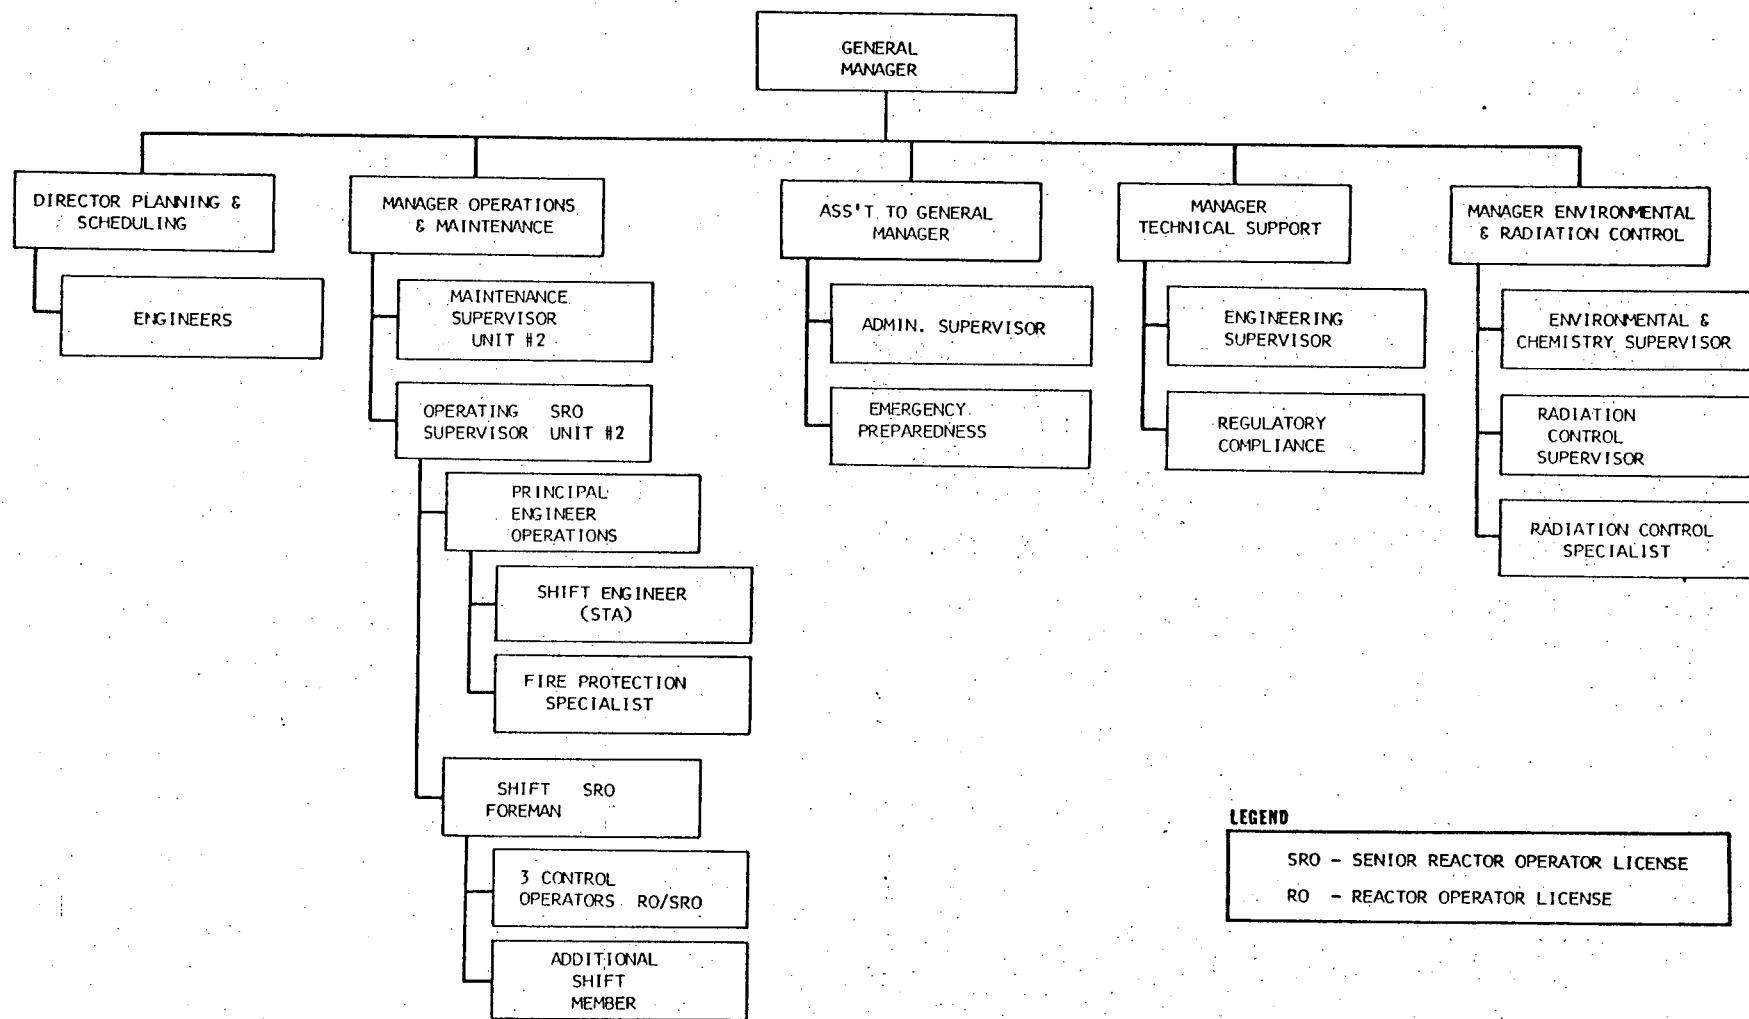 GENERAL
MANAGER
DIRECTOR PLANNING &
SCHEDULING
MANAGER OPERATIONS
& MAINTENANCE
ASS'T TO GENERAL
MANAGER
MANAGER
TECHNICAL SUPPORT
MANAGER ENVIRONMENTAL
& RADIATION CONTROL
ENGINEERS
MAINTENANCE
SUPERVISOR
UNIT #2
OPERATING SRO
SUPERVISOR UNIT #2
PRINCIPAL
ENGINEER
OPERATIONS
SHIFT ENGINEER
(STA)
FIRE PROTECTION
SPECIALIST
SHIFT SRO
FOREMAN
3 CONTROL
OPERATORS RO/SRO
ADDITIONAL
SHIFT
MEMBER
ADMIN. SUPERVISOR
EMERGENCY
PREPAREDNESS
ENGINEERING
SUPERVISOR
REGULATORY
COMPLIANCE
ENVIRONMENTAL &
CHEMISTRY SUPERVISOR
RADIATION
CONTROL
SUPERVISOR
RADIATION CONTROL
SPECIALIST
LEGEND
SRO - SENIOR REACTOR OPERATOR LICENSE
RO - REACTOR OPERATOR LICENSE